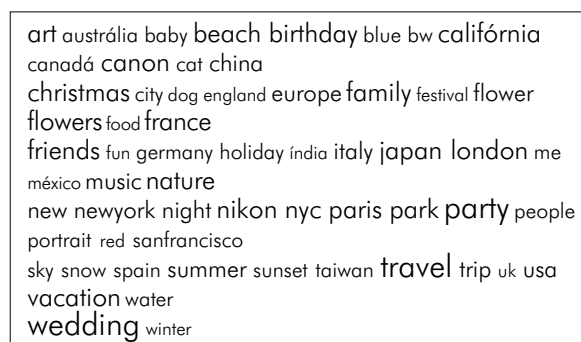 art austrália baby beach birthday blue bw califórnia
canadá canon cat china
christmas city dog england europe family festival flower
flowers food france
friends fun germany holiday índia italy japan london me
méxico music nature
new newyork night nikon nyc paris park party people
portrait red sanfrancisco
sky snow spain summer sunset taiwan travel trip uk usa
vacation water
wedding winter